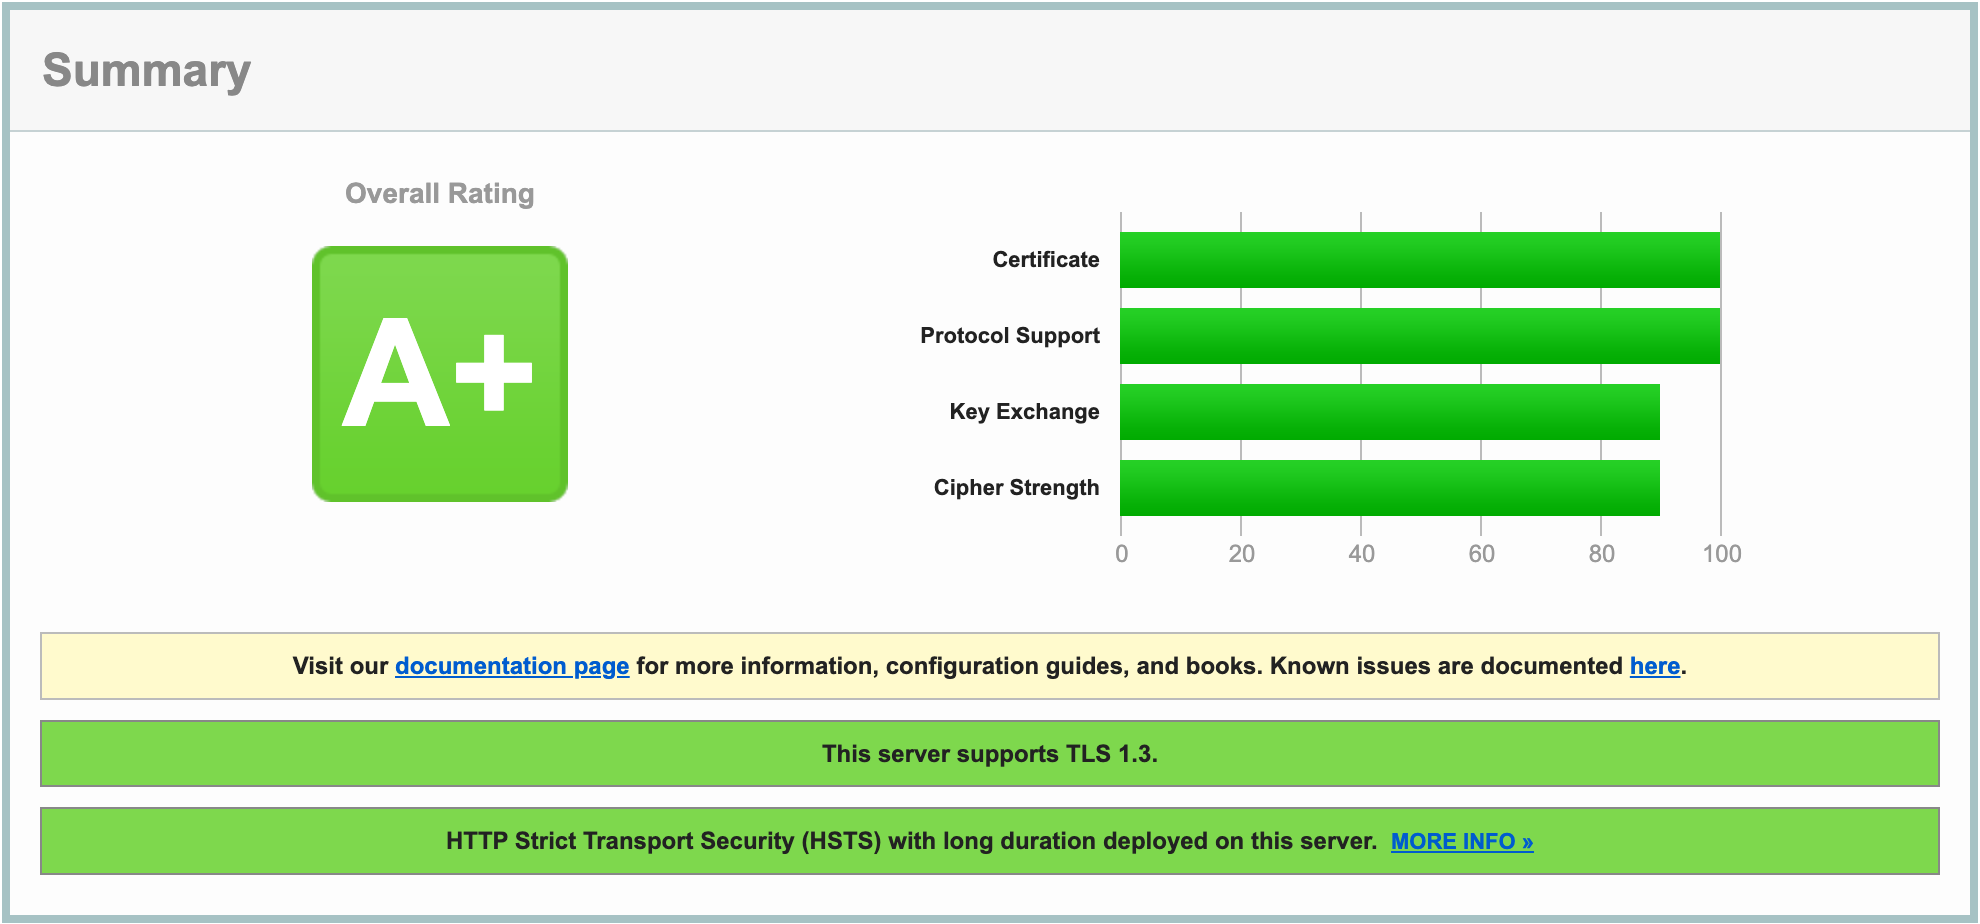 Summary
Overall Rating
A+
Certificate
Protocol Support
Key Exchange
Cipher Strength
0 20 40 60 80 100
Visit our documentation page for more information, configuration guides, and books. Known issues are documented here.
This server supports TLS 1.3.
HTTP Strict Transport Security (HSTS) with long duration deployed on this server. MORE INFO »